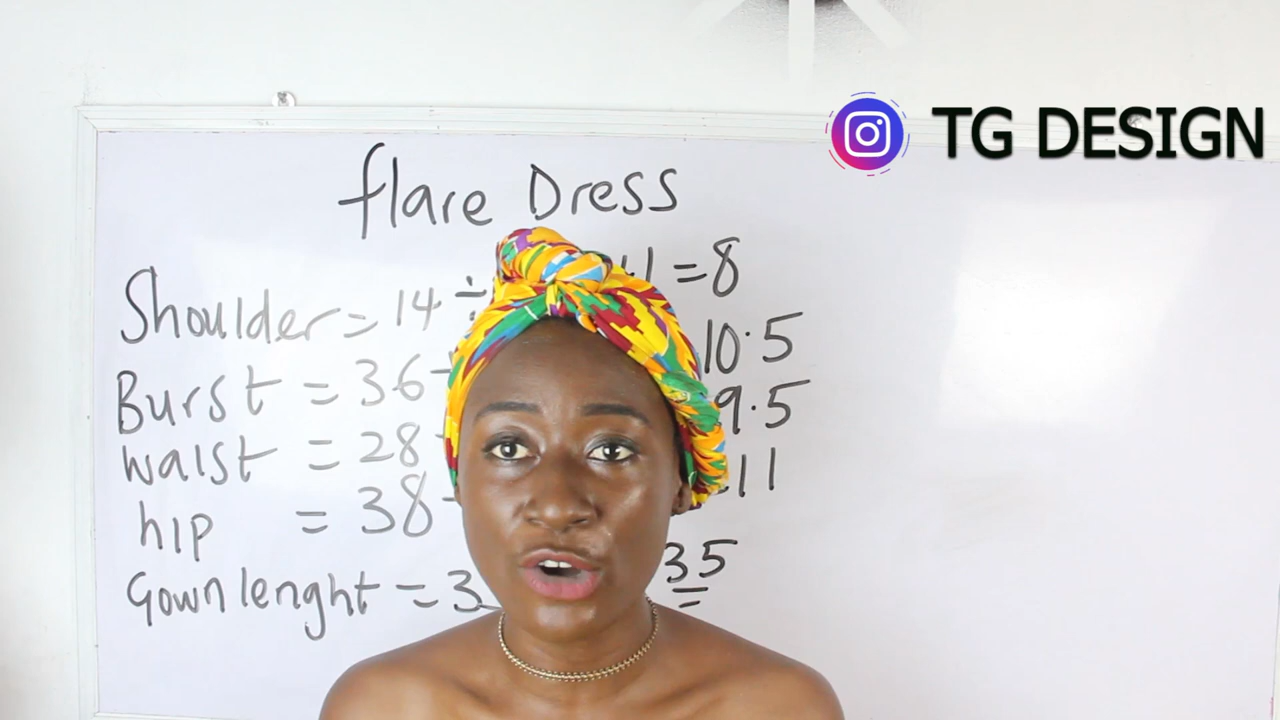 TG DESIGN
flare Dress
Shoulder = 14 ÷ = 8
Burst = 36 10.5
waist = 28 9.5
hip = 38 11
Gown lenght = 3 35